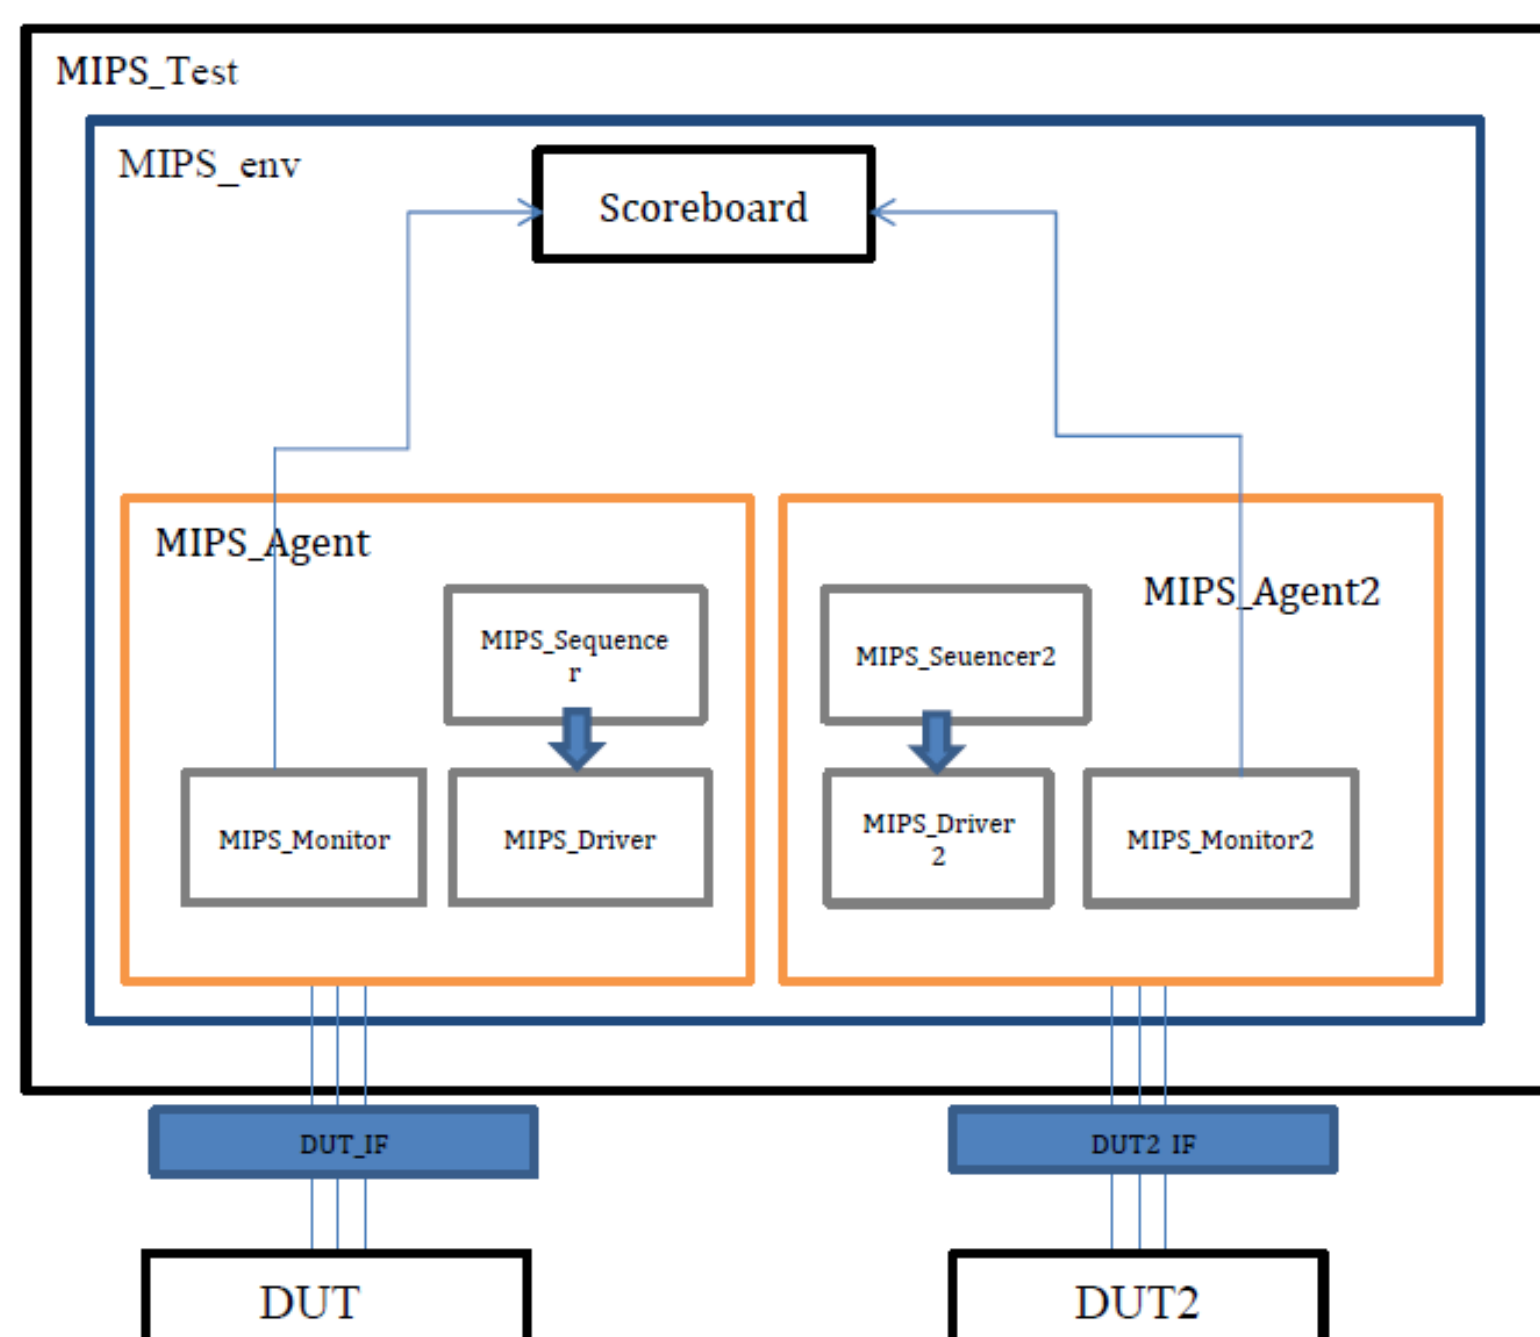 MIPS_Test
MIPS_env
Scoreboard
MIPS_Agent
MIPS_Agent2
MIPS_Sequence
r
MIPS_Seuencer2
MIPS_Monitor
MIPS_Driver
MIPS_Driver
2
MIPS_Monitor2
DUT_IF
DUT2 IF
DUT
DUT2